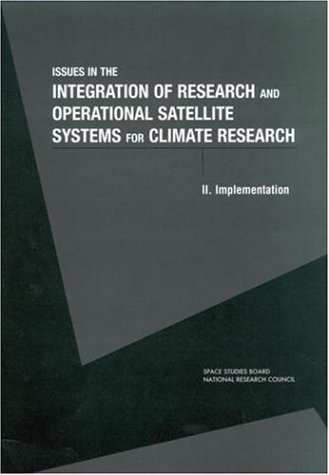 ISSUES IN THE
INTEGRATION OF RESEARCH AND
OPERATIONAL SATELLITE
SYSTEMS FOR CLIMATE RESEARCH
II. Implementation
SPACE STUDIES BOARD
NATIONAL RESEARCH COUNCIL